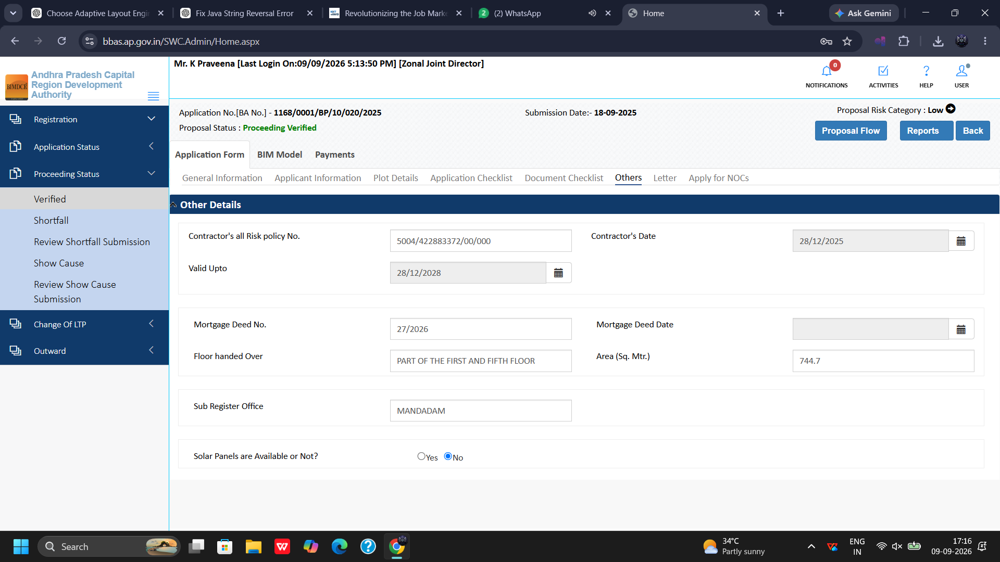 Choose Adaptive Layout Engin
Fix Java String Reversal Error
Revolutionizing the Job Marke
2
(2) WhatsApp
Home
Ask Gemini
bbas.ap.gov.in/SWC.Admin/Home.aspx
BIMDCR
Andhra Pradesh Capital
Region Development
Authority
Mr. K Praveena [Last Login On:09/09/2026 5:13:50 PM] [Zonal Joint Director]
0
NOTIFICATIONS
ACTIVITIES
HELP
USER
Registration
Application Status
Proceeding Status
Verified
Shortfall
Review Shortfall Submission
Show Cause
Review Show Cause
Submission
Change Of LTP
Outward
Application No.[BA No.] - 1168/0001/BP/10/020/2025
Submission Date:- 18-09-2025
Proposal Risk Category : Low
Proposal Status : Proceeding Verified
Proposal Flow
Reports
Back
Application Form
BIM Model
Payments
General Information
Applicant Information
Plot Details
Application Checklist
Document Checklist
Others
Letter
Apply for NOCs
Other Details
Contractor's all Risk policy No.
5004/422883372/00/000
Contractor's Date
28/12/2025
Valid Upto
28/12/2028
Mortgage Deed No.
27/2026
Mortgage Deed Date
Floor handed Over
PART OF THE FIRST AND FIFTH FLOOR
Area (Sq. Mtr.)
744.7
Sub Register Office
MANDADAM
Solar Panels are Available or Not?
Yes
No
Search
34°C
Partly sunny
ENG
IN
17:16
09-09-2026